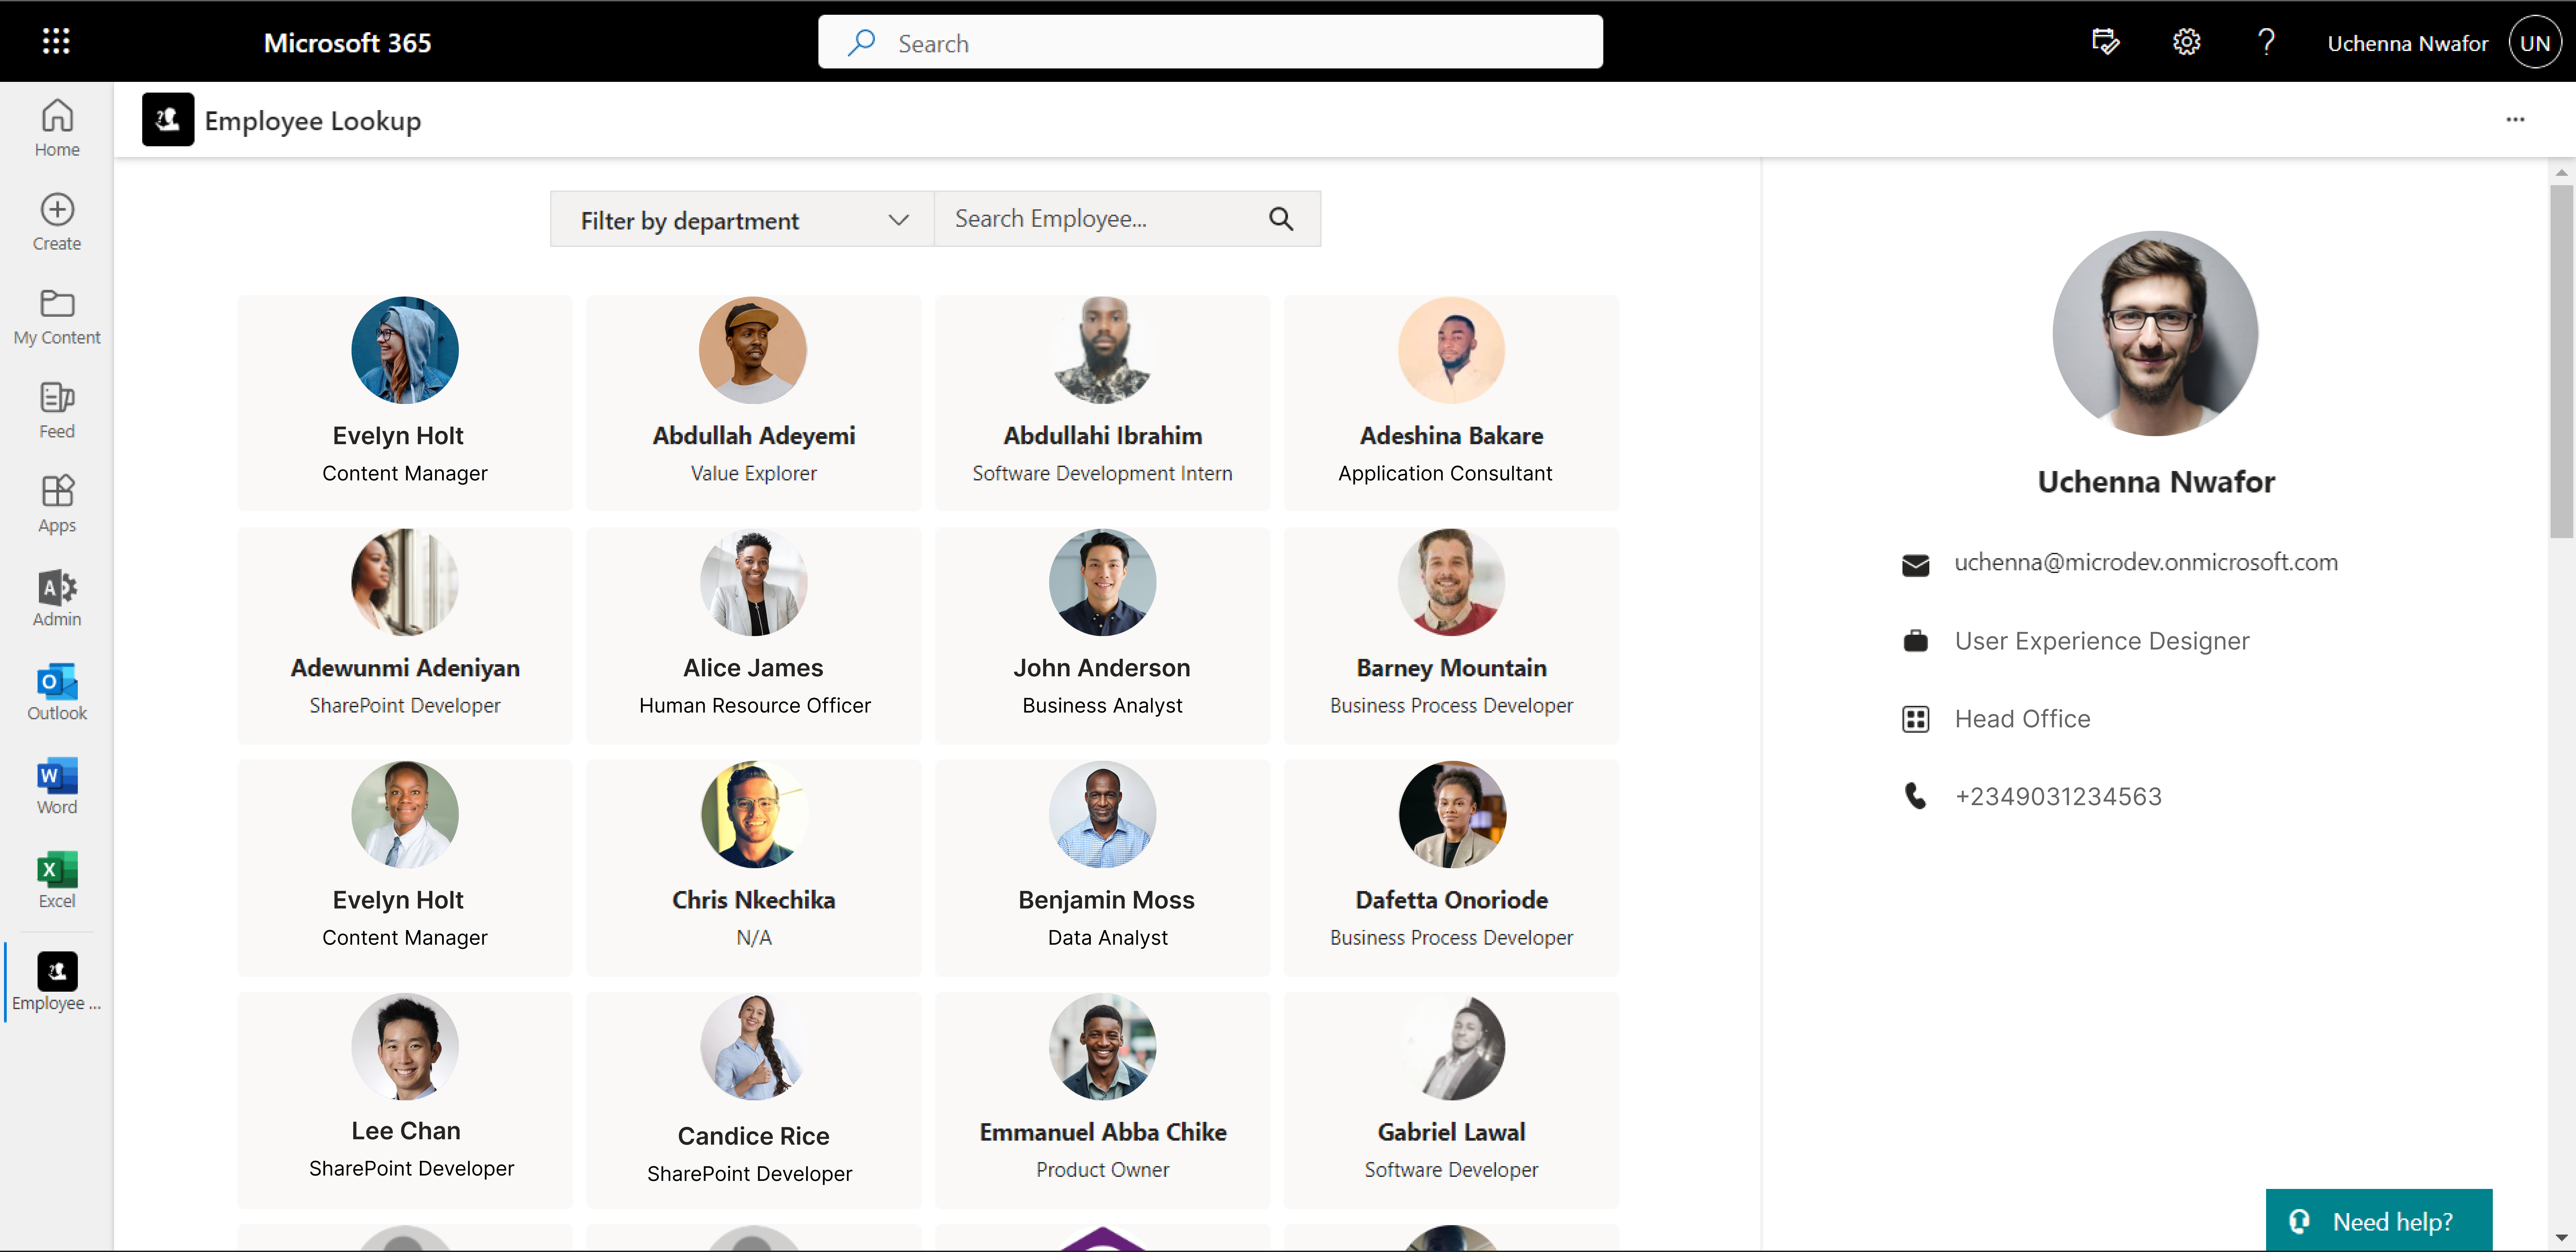 Microsoft 365
Search
Uchenna Nwafor
UN
Home
Create
My Content
Feed
Apps
Admin
Outlook
Word
Excel
Employee ...
Employee Lookup
...
Filter by department
Search Employee...
Evelyn Holt
Content Manager
Abdullah Adeyemi
Value Explorer
Abdullahi Ibrahim
Software Development Intern
Adeshina Bakare
Application Consultant
Adewunmi Adeniyan
SharePoint Developer
Alice James
Human Resource Officer
John Anderson
Business Analyst
Barney Mountain
Business Process Developer
Evelyn Holt
Content Manager
Chris Nkechika
N/A
Benjamin Moss
Data Analyst
Dafetta Onoriode
Business Process Developer
Lee Chan
SharePoint Developer
Candice Rice
SharePoint Developer
Emmanuel Abba Chike
Product Owner
Gabriel Lawal
Software Developer
Uchenna Nwafor
uchenna@microdev.onmicrosoft.com
User Experience Designer
Head Office
+2349031234563
Need help?